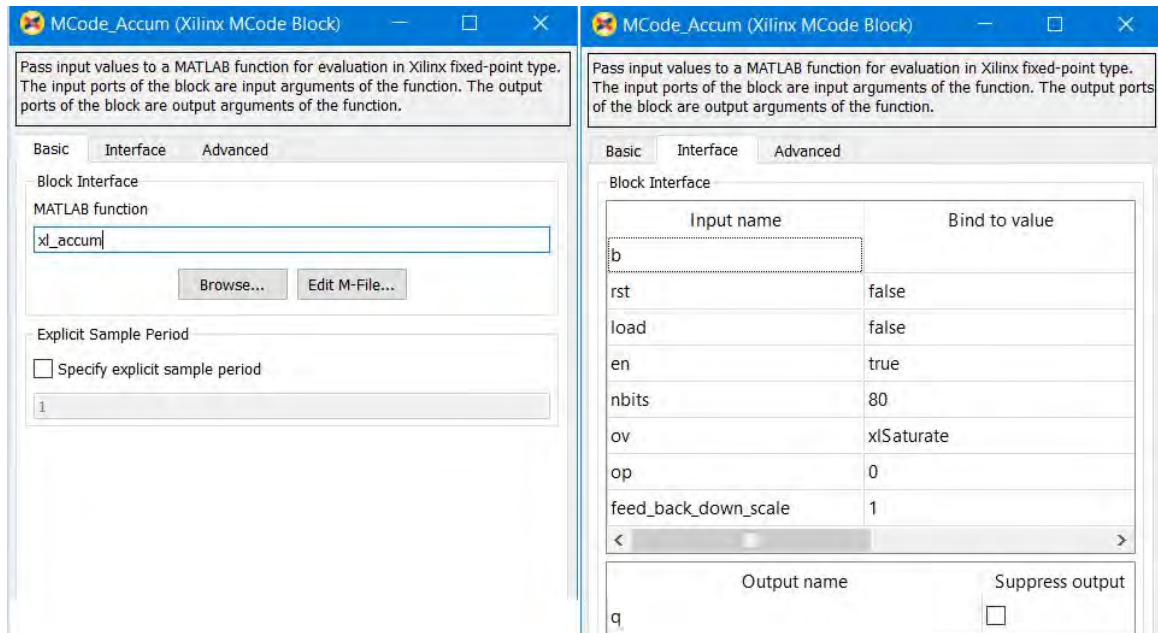 MCode_Accum (Xilinx MCode Block)
Pass input values to a MATLAB function for evaluation in Xilinx fixed-point type.
The input ports of the block are input arguments of the function. The output
ports of the block are output arguments of the function.
Basic Interface Advanced
Block Interface
MATLAB function
xl_accum
Browse... Edit M-File...
Explicit Sample Period
Specify explicit sample period
1
MCode_Accum (Xilinx MCode Block)
Pass input values to a MATLAB function for evaluation in Xilinx fixed-point type.
The input ports of the block are input arguments of the function. The output ports
of the block are output arguments of the function.
Basic Interface Advanced
Block Interface
Input name Bind to value
b
rst false
load false
en true
nbits 80
ov xlSaturate
op 0
feed_back_down_scale 1
Output name Suppress output
q